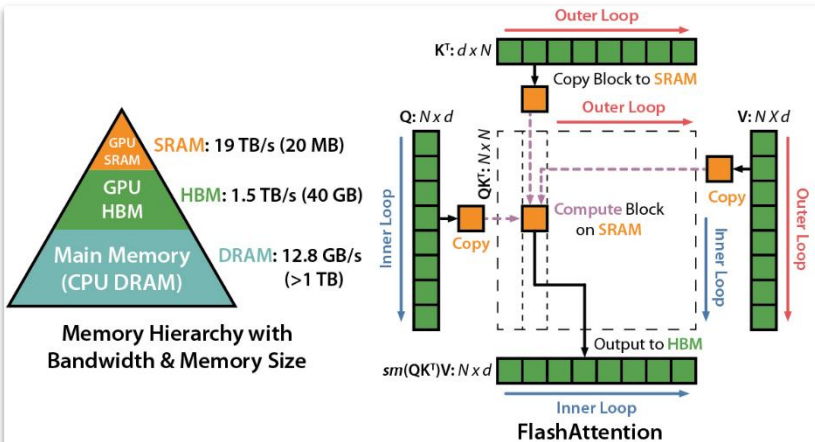 GPU
SRAM
SRAM: 19 TB/s (20 MB)
GPU
HBM
HBM: 1.5 TB/s (40 GB)
Main Memory
(CPU DRAM)
DRAM: 12.8 GB/s
(>1 TB)
Memory Hierarchy with
Bandwidth & Memory Size
Outer Loop
Kᵀ: d x N
Copy Block to SRAM
Outer Loop
Q: N x d
V: N X d
QKᵀ: N x N
Inner Loop
Copy
Compute Block
on SRAM
Copy
Inner Loop
Outer Loop
Output to HBM
sm(QKᵀ)V: N x d
Inner Loop
FlashAttention